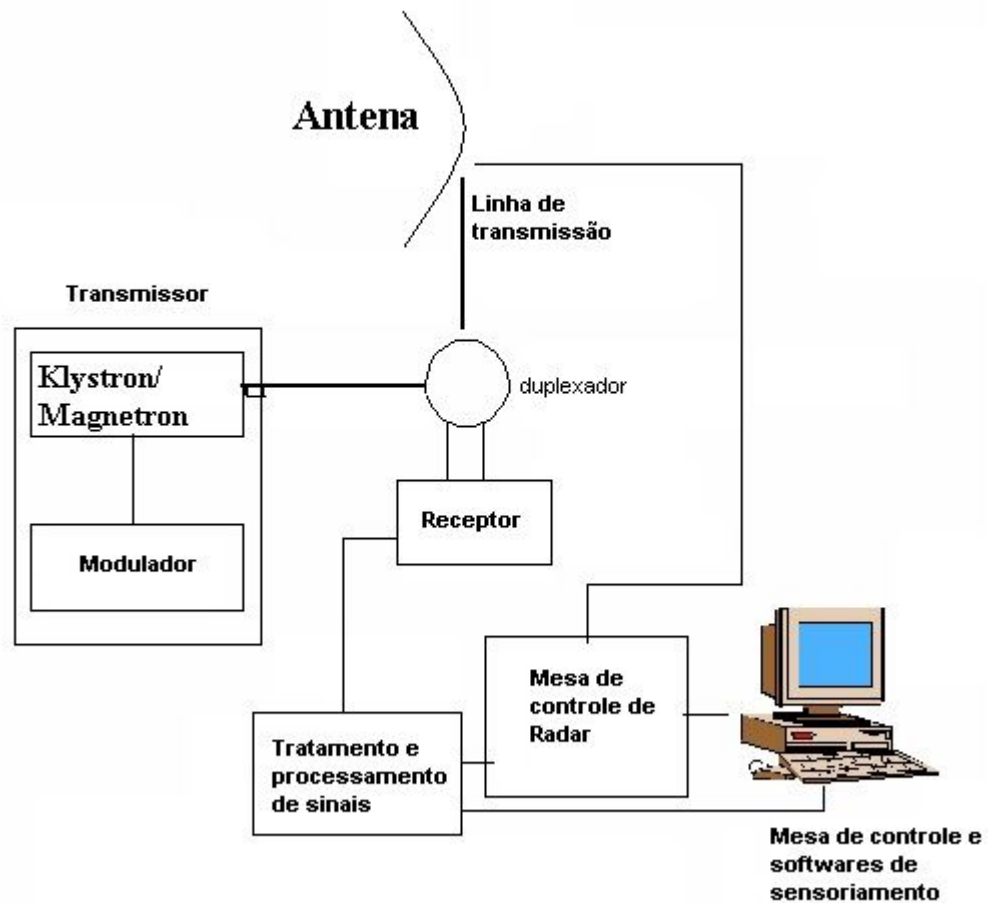 Antena
Linha de
transmissão
Transmissor
Klystron/
Magnetron
duplexador
Receptor
Modulador
Mesa de
controle de
Radar
Tratamento e
processamento
de sinais
Mesa de controle e
softwares de
sensoriamento